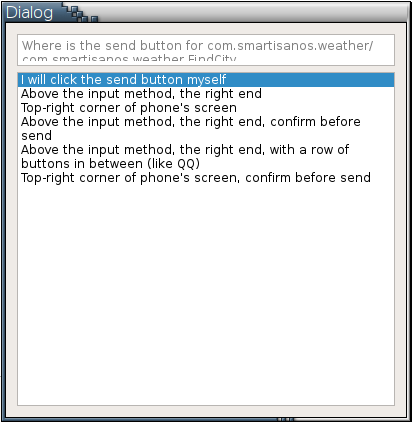 Dialog
Where is the send button for com.smartisanos.weather/
com.smartisanos.weather.FindCity
I will click the send button myself
Above the input method, the right end
Top-right corner of phone's screen
Above the input method, the right end, confirm before
send
Above the input method, the right end, with a row of
buttons in between (like QQ)
Top-right corner of phone's screen, confirm before send